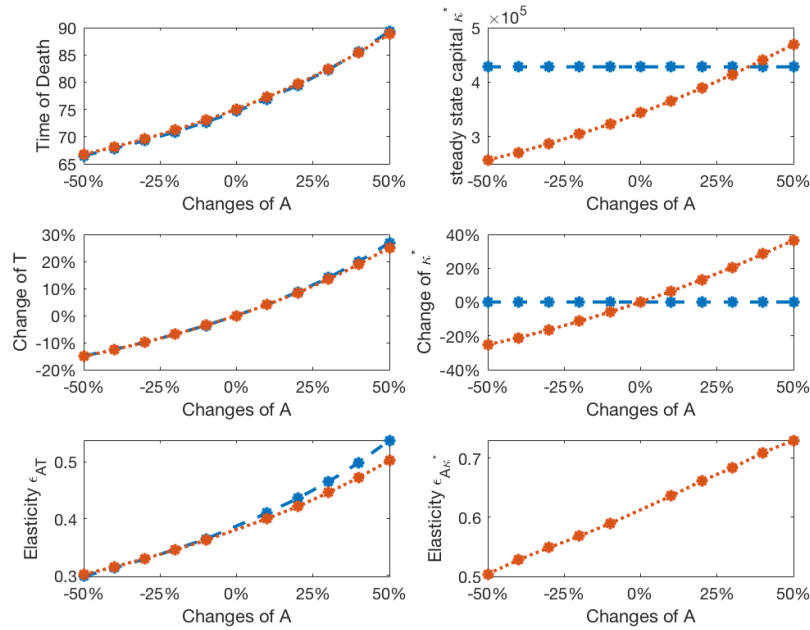 90
85
80
75
70
65
Time of Death
-50% -25% 0% 25% 50%
Changes of A
×10⁵
5
4
3
steady state capital κ*
-50% -25% 0% 25% 50%
Changes of A
30%
20%
10%
0%
-10%
-20%
Change of T
-50% -25% 0% 25% 50%
Changes of A
40%
20%
0%
-20%
-40%
Change of κ*
-50% -25% 0% 25% 50%
Changes of A
0.5
0.4
0.3
Elasticity ϵ_AT
-50% -25% 0% 25% 50%
Changes of A
0.7
0.6
0.5
Elasticity ϵ_Aκ*
-50% -25% 0% 25% 50%
Changes of A